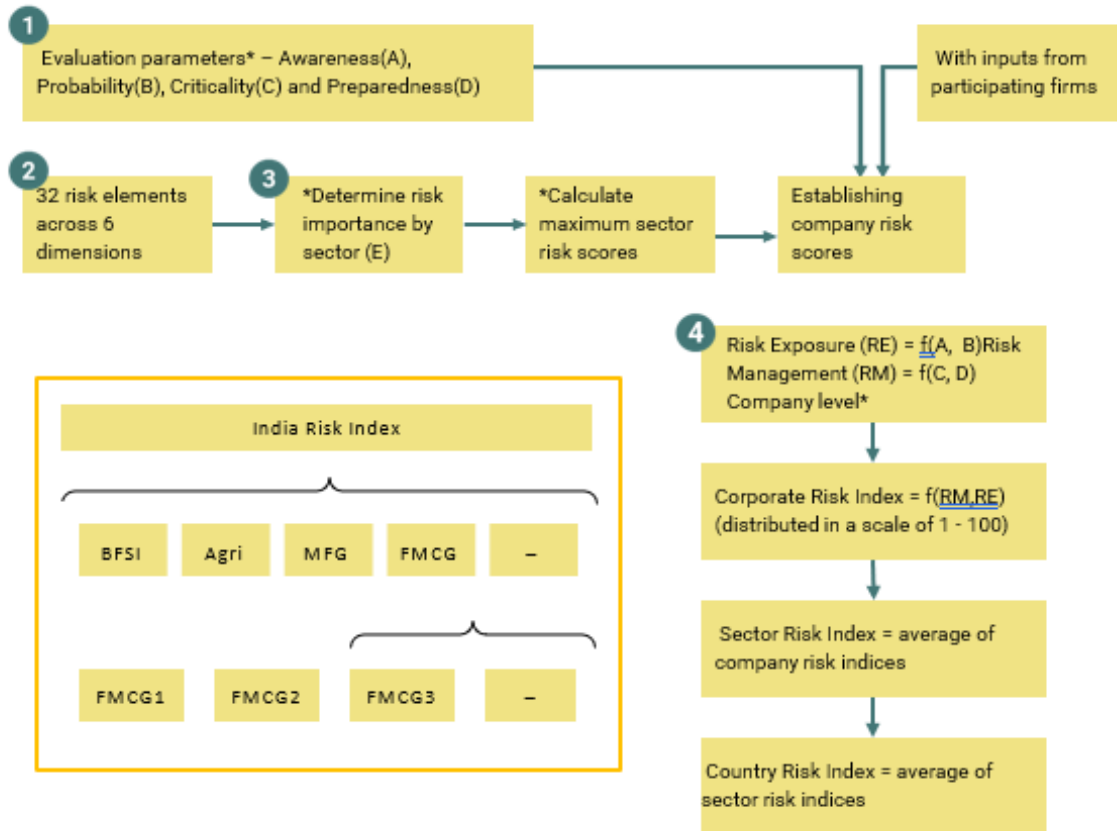 1
Evaluation parameters* – Awareness(A),
Probability(B), Criticality(C) and Preparedness(D)
With inputs from
participating firms
2
32 risk elements
across 6
dimensions
3
*Determine risk
importance by
sector (E)
*Calculate
maximum sector
risk scores
Establishing
company risk
scores
4
Risk Exposure (RE) = f(A, B)Risk
Management (RM) = f(C, D)
Company level*
Corporate Risk Index = f(RM,RE)
(distributed in a scale of 1 - 100)
Sector Risk Index = average of
company risk indices
Country Risk Index = average of
sector risk indices
India Risk Index
BFSI
Agri
MFG
FMCG
–
FMCG1
FMCG2
FMCG3
–